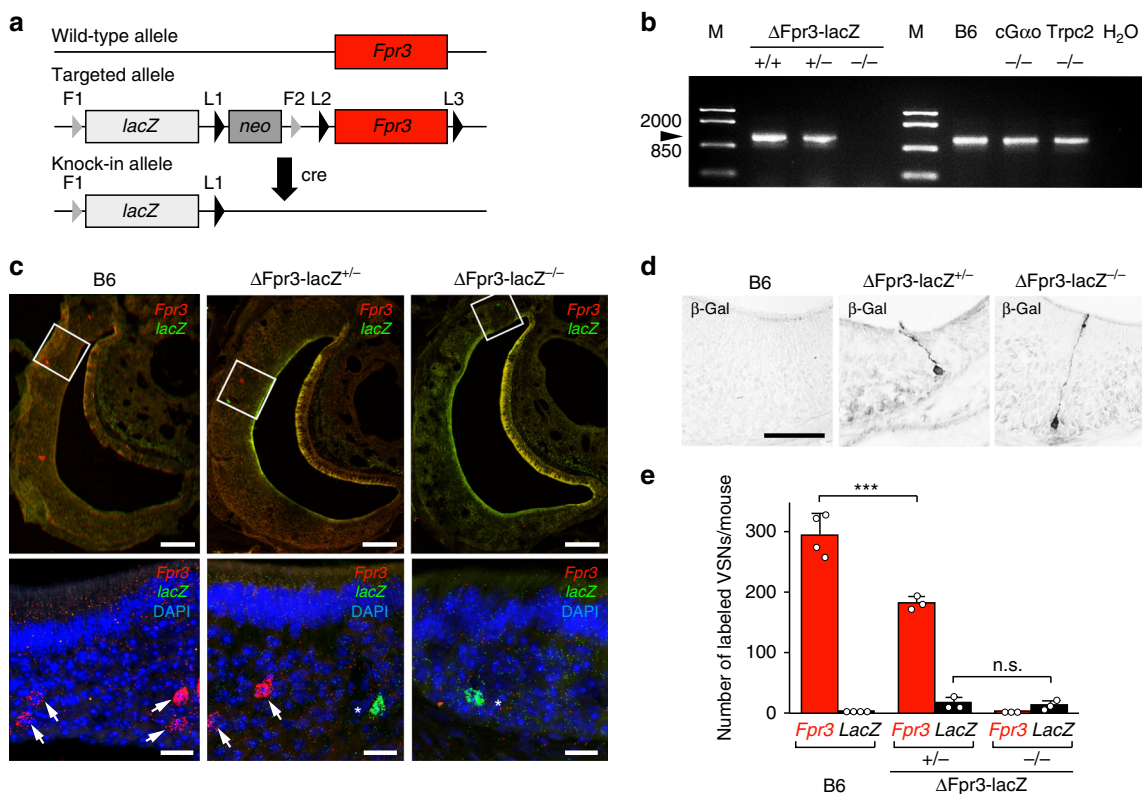 a
Wild-type allele
Fpr3
Targeted allele
F1 L1 F2 L2 L3
lacZ neo Fpr3
Knock-in allele
F1 L1
cre
lacZ
b
M ΔFpr3-lacZ M B6 cGαo Trpc2 H₂O
+/+ +/– –/– –/– –/–
2000
850
c
B6 ΔFpr3-lacZ⁺/⁻ ΔFpr3-lacZ⁻/⁻
Fpr3 Fpr3 Fpr3
lacZ lacZ lacZ
Fpr3 Fpr3 Fpr3
lacZ lacZ lacZ
DAPI DAPI DAPI
* *
d
B6 ΔFpr3-lacZ⁺/⁻ ΔFpr3-lacZ⁻/⁻
β-Gal β-Gal β-Gal
e
Number of labeled VSNs/mouse
***
300
200
n.s.
100
0
Fpr3 LacZ Fpr3 LacZ Fpr3 LacZ
+/– –/–
B6 ΔFpr3-lacZ